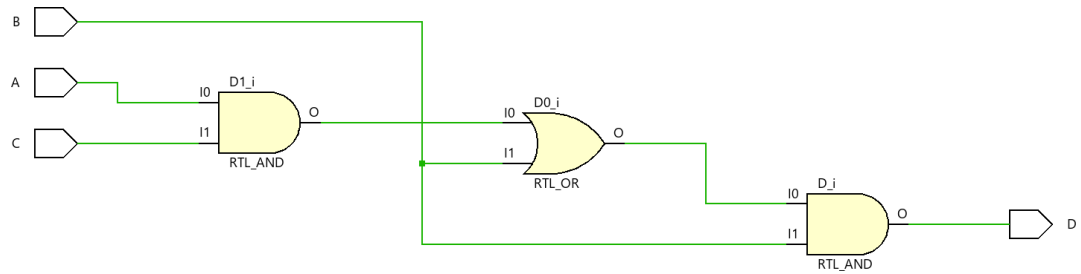 B
A
D1_i
I0
O
D0_i
I0
O
C
I1
RTL_AND
I1
RTL_OR
D_i
I0
O
D
I1
RTL_AND